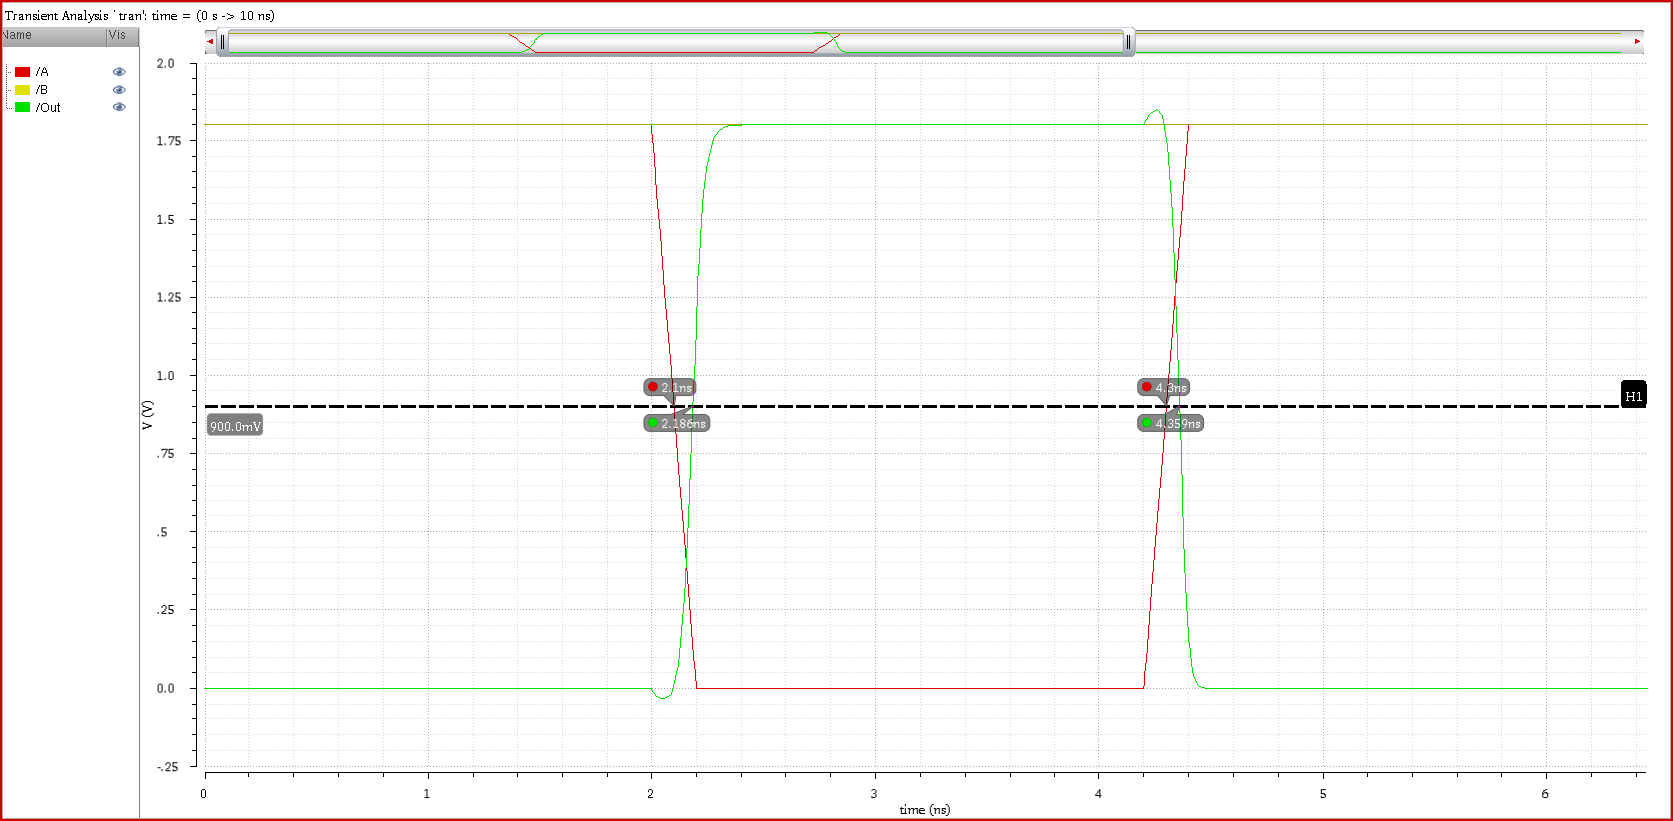 Transient Analysis `tran': time = (0 s -> 10 ns)
Name Vis
/A
/B
/Out
2.0
1.75
1.5
1.25
1.0
.75
.5
.25
0.0
-.25
V (V)
2.1ns
4.3ns
H1
900.0mV
2.186ns
4.359ns
0 1 2 3 4 5 6
time (ns)